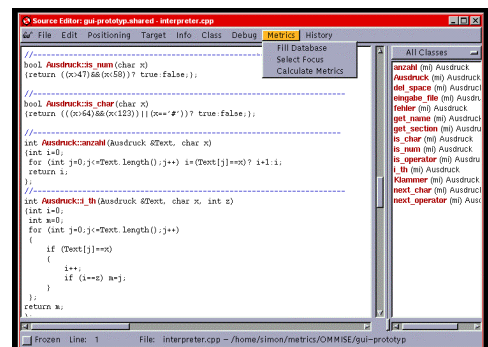 Source Editor: gui-prototyp.shared - interpreter.cpp
File Edit Positioning Target Info Class Debug Metrics History
Fill Database
Select Focus
Calculate Metrics
//----------------------------------------------------------------
bool Ausdruck::is_num(char x)
{return ((x>47)&&(x<58))? true:false;};
//----------------------------------------------------------------
bool Ausdruck::is_char(char x)
{return (((x>64)&&(x<123))||(x=='#'))? true:false;};
//----------------------------------------------------------------
int Ausdruck::anzahl(Ausdruck &Text, char x)
{int i=0;
for (int j=0;j<=Text.length();j++) i=(Text[j]==x)? i+1:i;
return i;
};
//----------------------------------------------------------------
int Ausdruck::i_th(Ausdruck &Text, char x, int z)
{int i=0;
int m=0;
for (int j=0;j<=Text.length();j++)
{
if (Text[j]==x)
{
i++;
if (i==z) m=j;
}
};
return m;
};
All Classes
anzahl (mi) Ausdruck
Ausdruck (mi) Ausdruck
del_space (mi) Ausdruck
eingabe_file (mi) Ausdruck
fehler (mi) Ausdruck
get_name (mi) Ausdruck
get_section (mi) Ausdruck
is_char (mi) Ausdruck
is_num (mi) Ausdruck
is_operator (mi) Ausdruck
i_th (mi) Ausdruck
Klammer (mi) Ausdruck
next_char (mi) Ausdruck
next_operator (mi) Ausd
Frozen Line: 1 File: interpreter.cpp – /home/simon/metrics/OMMISE/gui-prototyp